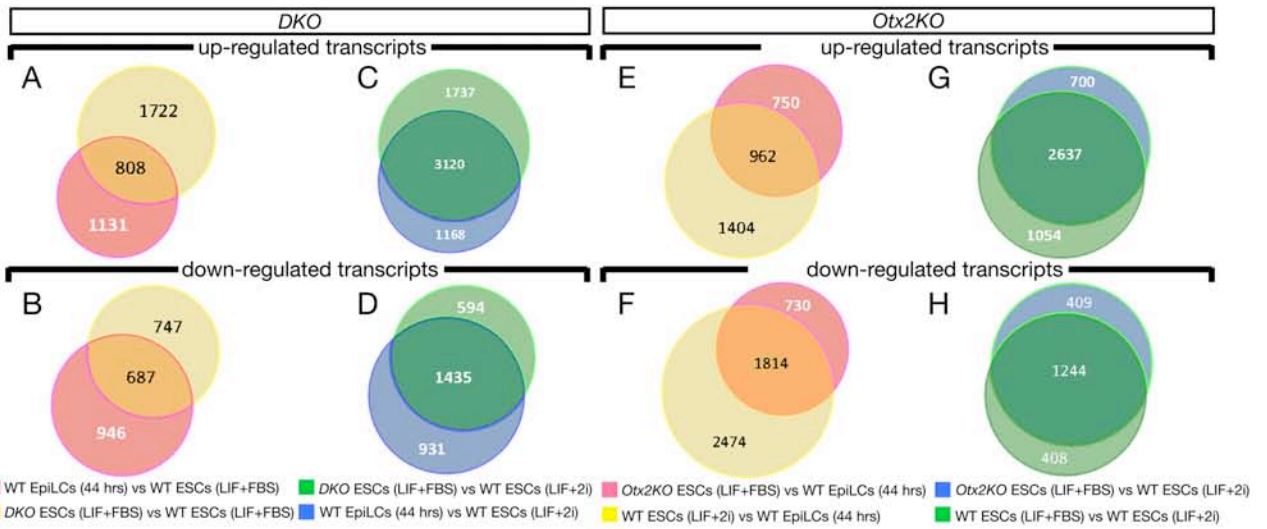 DKO
Otx2KO
up-regulated transcripts
up-regulated transcripts
A
1722
808
1131
C
1737
3120
1168
E
750
962
1404
G
700
2637
1054
down-regulated transcripts
down-regulated transcripts
B
747
687
946
D
594
1435
931
F
730
1814
2474
H
409
1244
408
WT EpiLCs (44 hrs) vs WT ESCs (LIF+FBS)
DKO ESCs (LIF+FBS) vs WT ESCs (LIF+2i)
Otx2KO ESCs (LIF+FBS) vs WT EpiLCs (44 hrs)
Otx2KO ESCs (LIF+FBS) vs WT ESCs (LIF+2i)
DKO ESCs (LIF+FBS) vs WT ESCs (LIF+FBS)
WT EpiLCs (44 hrs) vs WT ESCs (LIF+2i)
WT ESCs (LIF+2i) vs WT EpiLCs (44 hrs)
WT ESCs (LIF+FBS) vs WT ESCs (LIF+2i)